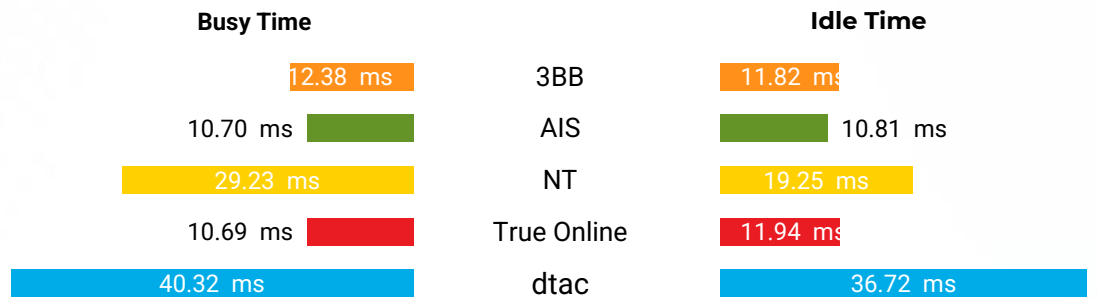 Busy Time Idle Time
12.38 ms 3BB 11.82 ms
10.70 ms AIS 10.81 ms
29.23 ms NT 19.25 ms
10.69 ms True Online 11.94 ms
40.32 ms dtac 36.72 ms